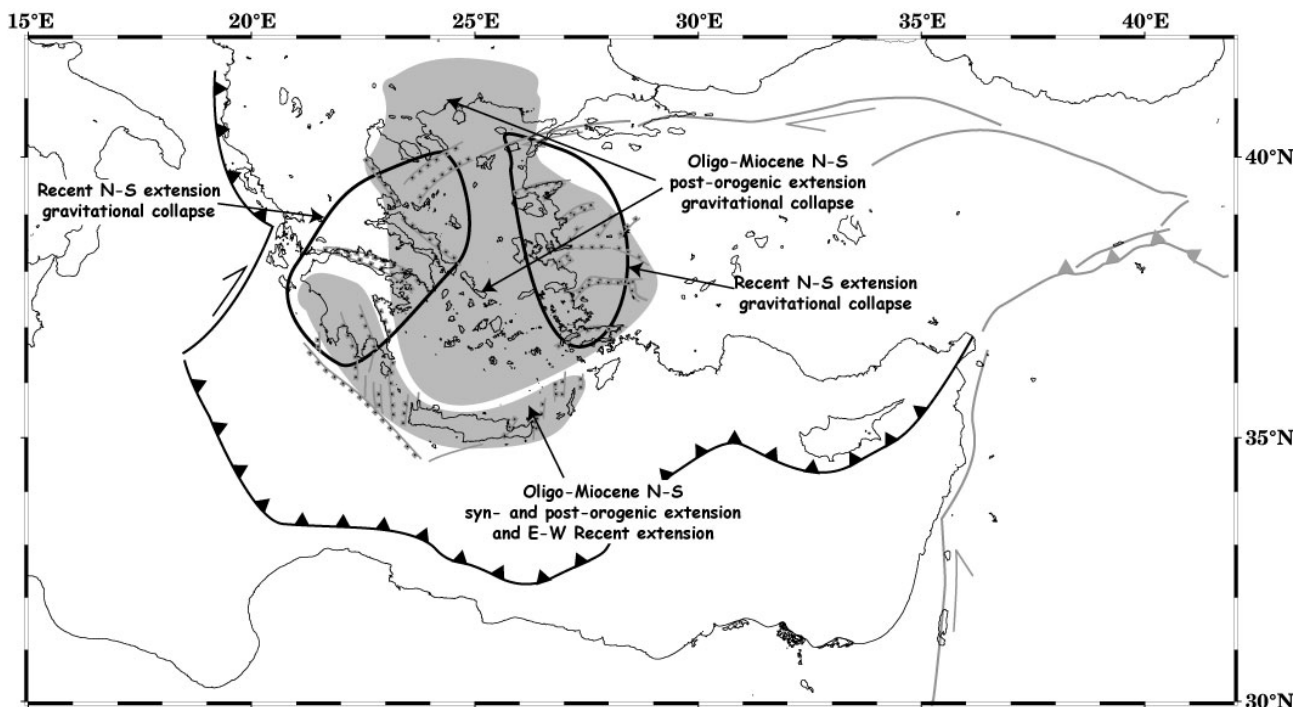 15°E 20°E 25°E 30°E 35°E 40°E
40°N
Oligo-Miocene N-S
post-orogenic extension
gravitational collapse
Recent N-S extension
gravitational collapse
Recent N-S extension
gravitational collapse
35°N
Oligo-Miocene N-S
syn- and post-orogenic extension
and E-W Recent extension
30°N